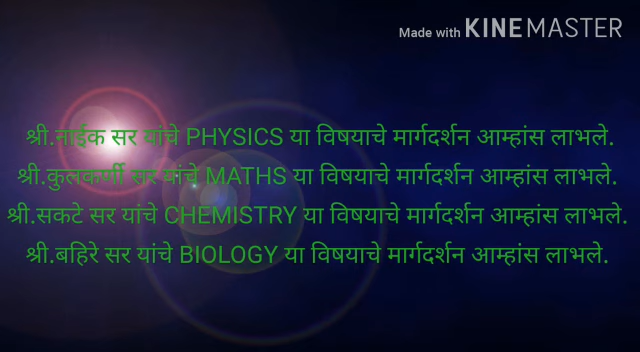 Made with KINEMASTER
श्री.नाईक सर यांचे PHYSICS या विषयाचे मार्गदर्शन आम्हांस लाभले.
श्री.कुलकर्णी सर यांचे MATHS या विषयाचे मार्गदर्शन आम्हांस लाभले.
श्री.सकटे सर यांचे CHEMISTRY या विषयाचे मार्गदर्शन आम्हांस लाभले.
श्री.बहिरे सर यांचे BIOLOGY या विषयाचे मार्गदर्शन आम्हांस लाभले.